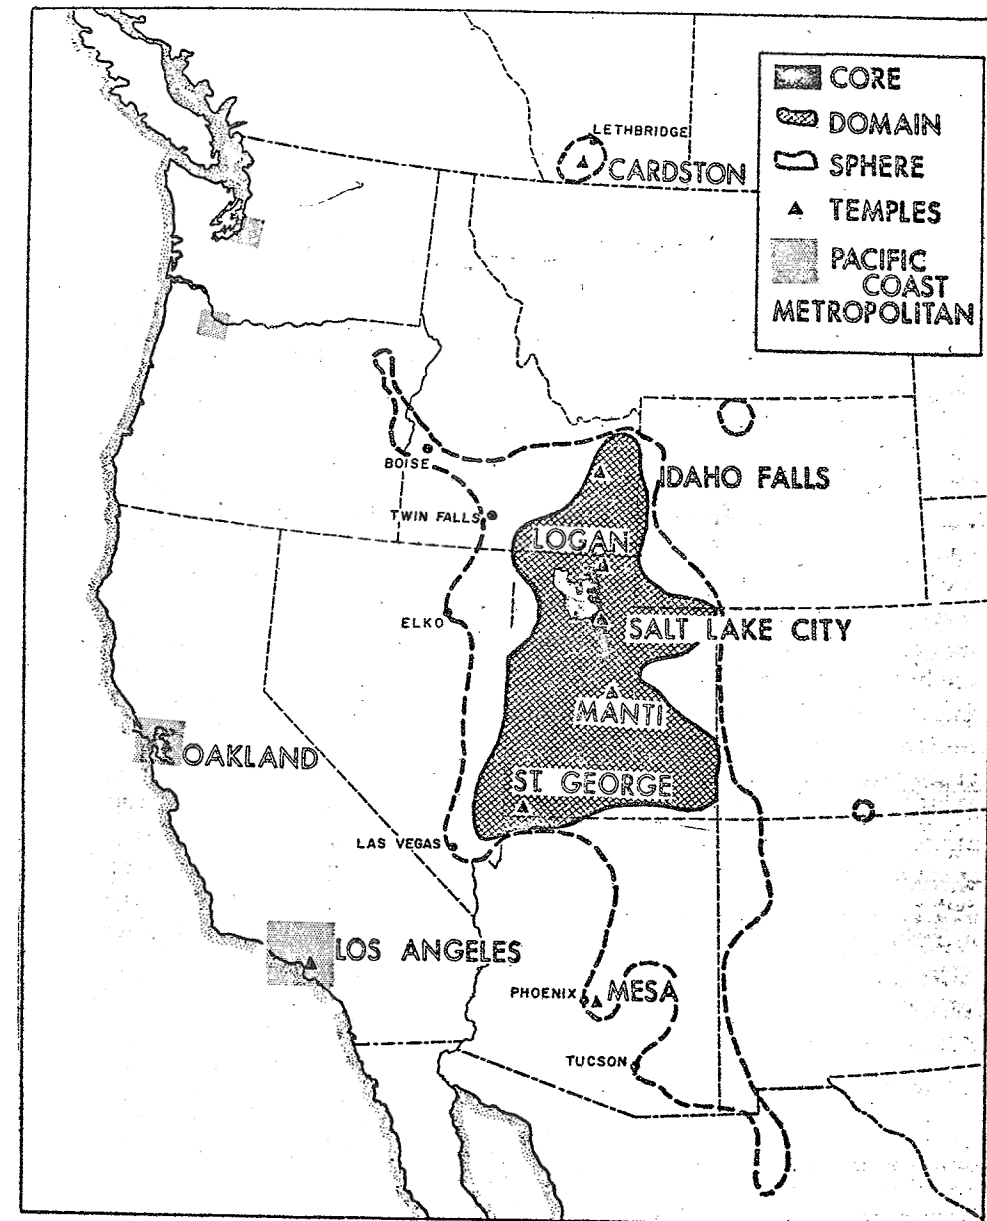 CORE
DOMAIN
SPHERE
TEMPLES
PACIFIC
COAST
METROPOLITAN
LETHBRIDGE
CARDSTON
BOISE
IDAHO FALLS
TWIN FALLS
LOGAN
ELKO
SALT LAKE CITY
MANTI
OAKLAND
ST. GEORGE
LAS VEGAS
LOS ANGELES
PHOENIX
MESA
TUCSON